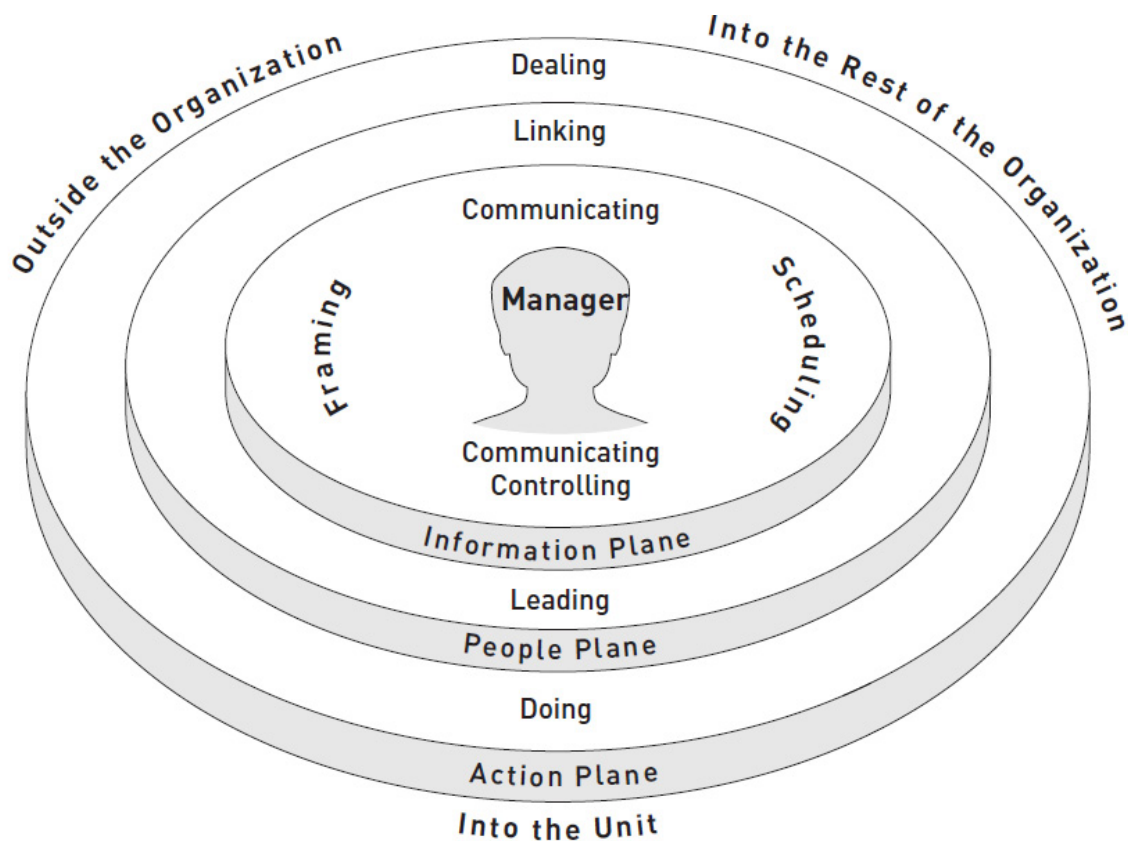 Outside the Organization
Into the Rest of the Organization
Dealing
Linking
Communicating
Framing
Manager
Scheduling
Communicating
Controlling
Information Plane
Leading
People Plane
Doing
Action Plane
Into the Unit